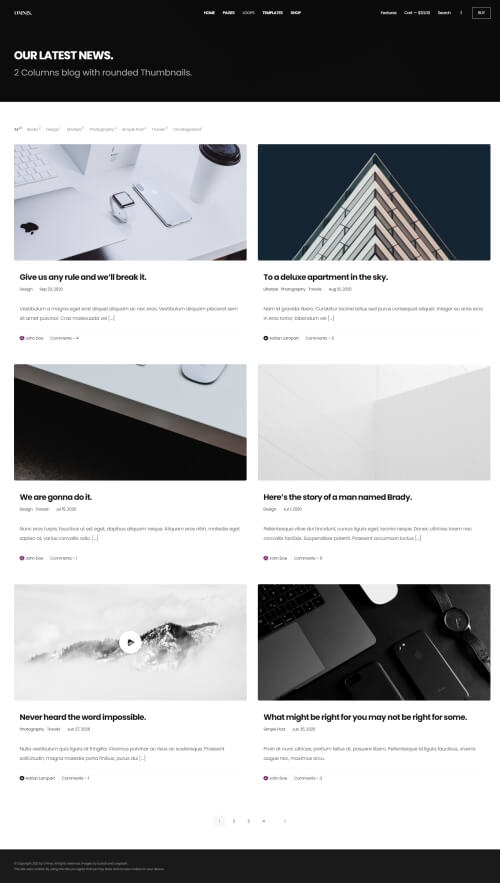 OMNIS.
HOME PAGES LOOPS TEMPLATES SHOP
Features Search BUY
OUR LATEST NEWS.
2 Columns blog with rounded Thumbnails.
All Books Design Lifestyle Photography Simple Post Travels Uncategorized
Give us any rule and we'll break it.
Design Sep 23, 2020
Vestibulum a magna eget erat aliquet aliquam ac nec eros. Vestibulum aliquam placerat sem
sit amet pulvinar. Cras malesuada vel [...]
John Doe Comments – 4
To a deluxe apartment in the sky.
Lifestyle Photography Travels Aug 10, 2020
Nam id gravida libero. Curabitur lacinia tellus sed purus consequat aliquet. Integer eu ante eros.
In eros tortor, bibendum vel [...]
Adrian Lampart Comments – 0
We are gonna do it.
Design Travels Jul 15, 2020
Nunc eros turpis, faucibus ut est eget, dapibus aliquam neque. Aliquam eros nibh, molestie eget
sapien at, varius convallis odio. [...]
John Doe Comments – 1
Here's the story of a man named Brady.
Design Jul 1, 2020
Pellentesque vitae dui tincidunt, cursus ligula eget, lacinia neque. Donec ultricies lorem nec
convallis facilisis. Suspendisse potenti. Praesent accumsan luctus [...]
John Doe Comments – 0
Never heard the word impossible.
Photography Travels Jun 27, 2020
Nulla vestibulum quis ligula at fringilla. Vivamus pulvinar ac risus ac scelerisque. Praesent
sollicitudin, magna molestie porta finibus, purus dui [...]
Adrian Lampart Comments – 1
What might be right for you may not be right for some.
Simple Post Jun 25, 2020
Proin et nunc ultrices, pretium tellus at, posuere libero. Pellentesque id ligula faucibus, viverra
augue nec, maximus arcu.
John Doe Comments – 2
1 2 3 4